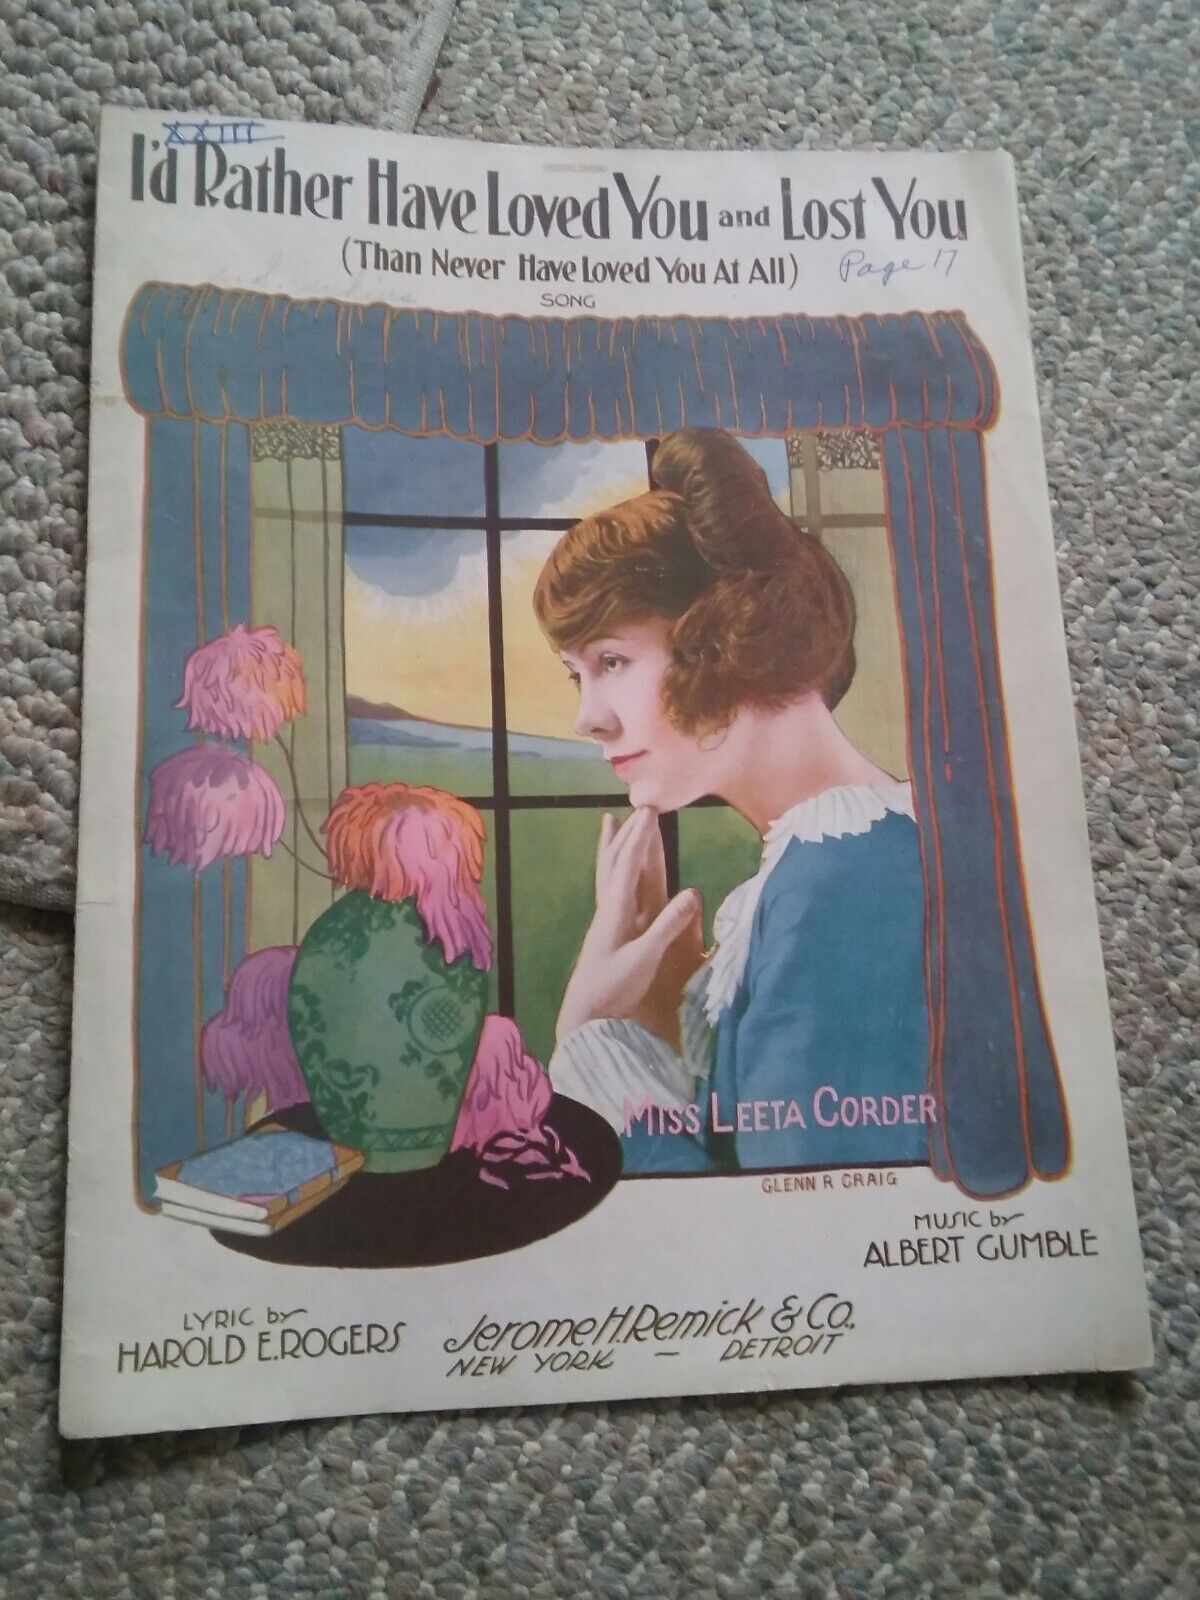 XXIII
I'd Rather Have Loved You and Lost You
(Than Never Have Loved You At All)
Page 17
SONG
Miss Leeta Corder
GLENN R CRAIG
MUSIC by
ALBERT GUMBLE
LYRIC by
HAROLD E. ROGERS
Jerome H. Remick & Co.
NEW YORK — DETROIT